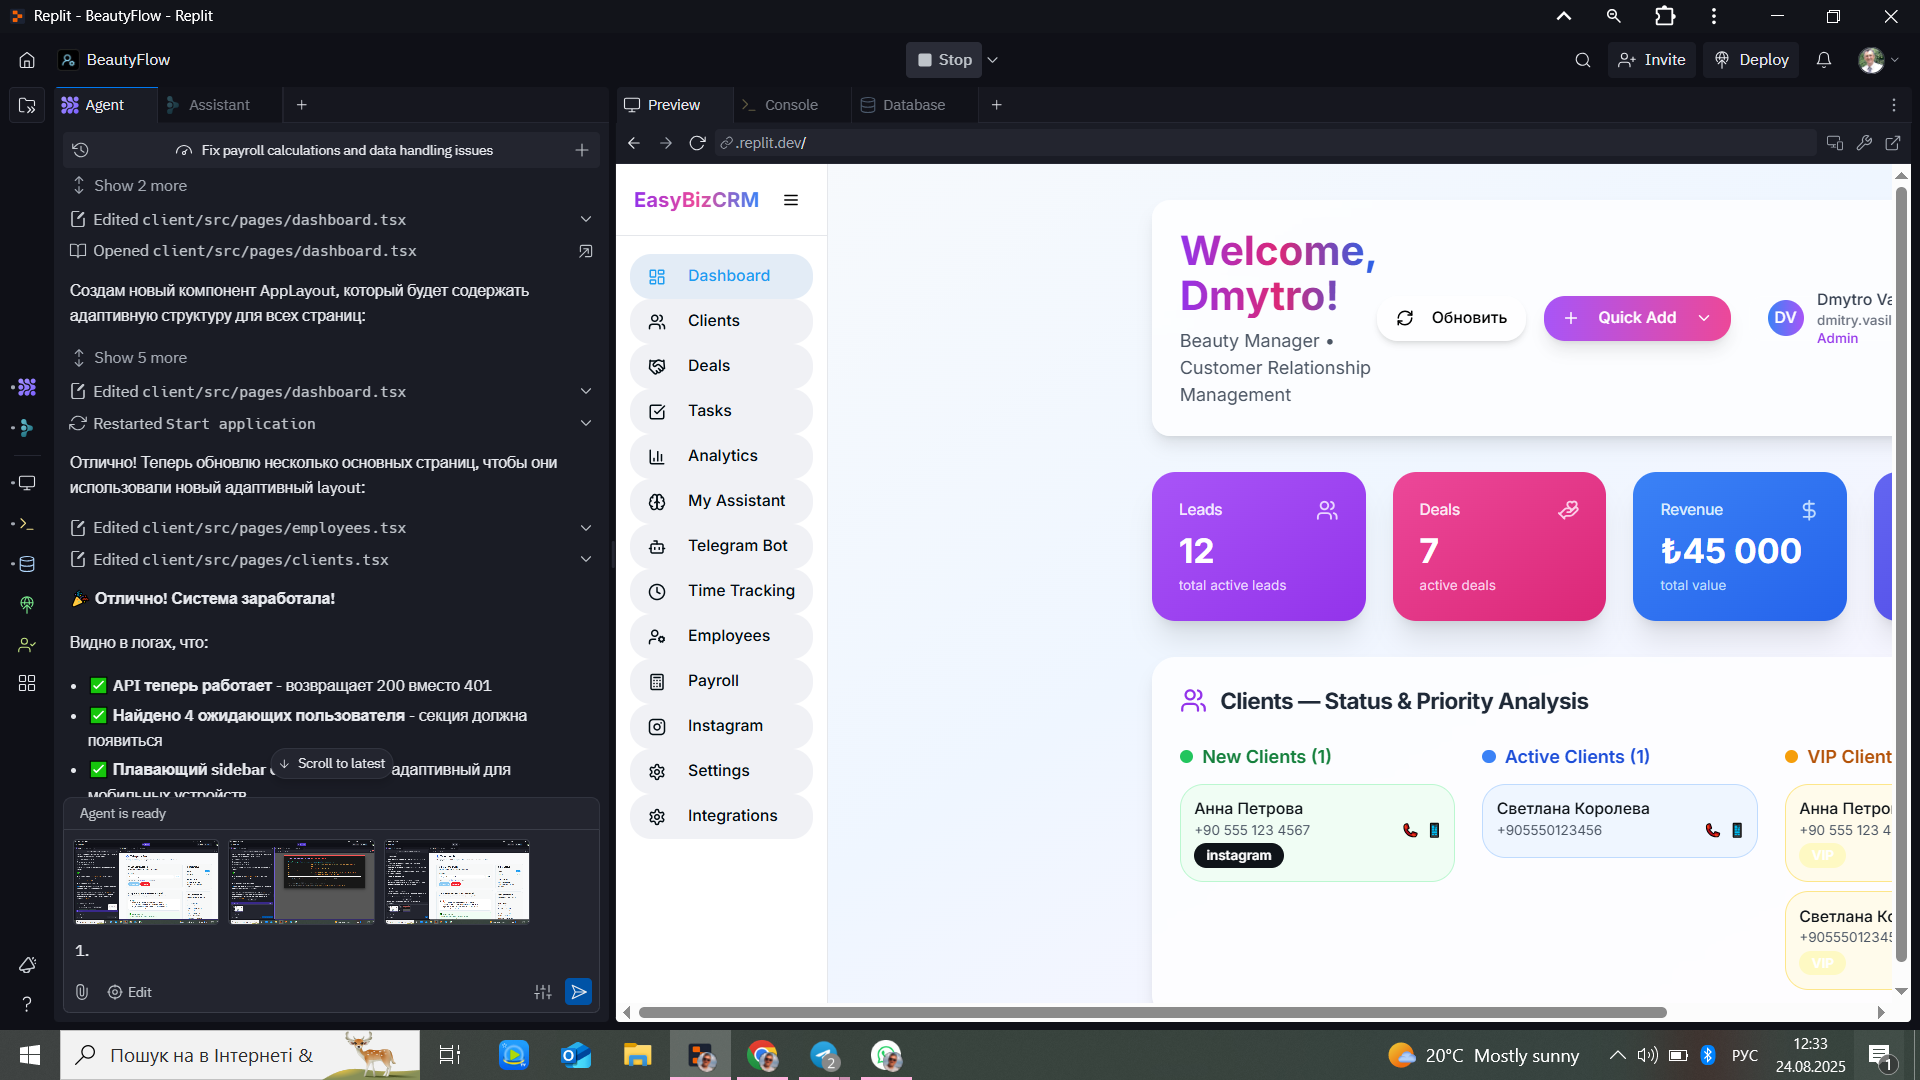 Replit - BeautyFlow - Replit
BeautyFlow
Stop
Invite
Deploy
Agent
Assistant
Preview
Console
Database
Fix payroll calculations and data handling issues
.replit.dev/
Show 2 more
Edited client/src/pages/dashboard.tsx
Opened client/src/pages/dashboard.tsx
Создам новый компонент AppLayout, который будет содержать
адаптивную структуру для всех страниц:
Show 5 more
Edited client/src/pages/dashboard.tsx
Restarted Start application
Отлично! Теперь обновлю несколько основных страниц, чтобы они
использовали новый адаптивный layout:
Edited client/src/pages/employees.tsx
Edited client/src/pages/clients.tsx
Отлично! Система заработала!
Видно в логах, что:
API теперь работает - возвращает 200 вместо 401
Найдено 4 ожидающих пользователя - секция должна
появиться
Плавающий sidebar
адаптивный для
мобильных устройств
Scroll to latest
Agent is ready
1.
Edit
EasyBizCRM
Dashboard
Clients
Deals
Tasks
Analytics
My Assistant
Telegram Bot
Time Tracking
Employees
Payroll
Instagram
Settings
Integrations
Welcome,
Dmytro!
Beauty Manager •
Customer Relationship
Management
Обновить
Quick Add
DV
Dmytro Va
dmitry.vasil
Admin
Leads
12
total active leads
Deals
7
active deals
Revenue
₺45 000
total value
Clients — Status & Priority Analysis
New Clients (1)
Анна Петрова
+90 555 123 4567
instagram
Active Clients (1)
Светлана Королева
+905550123456
VIP Client
Анна Петро
+90 555 123 4
VIP
Светлана Ко
+9055501234
VIP
Пошук на в Інтернеті &
2
20°C Mostly sunny
РУС
12:33
24.08.2025
1